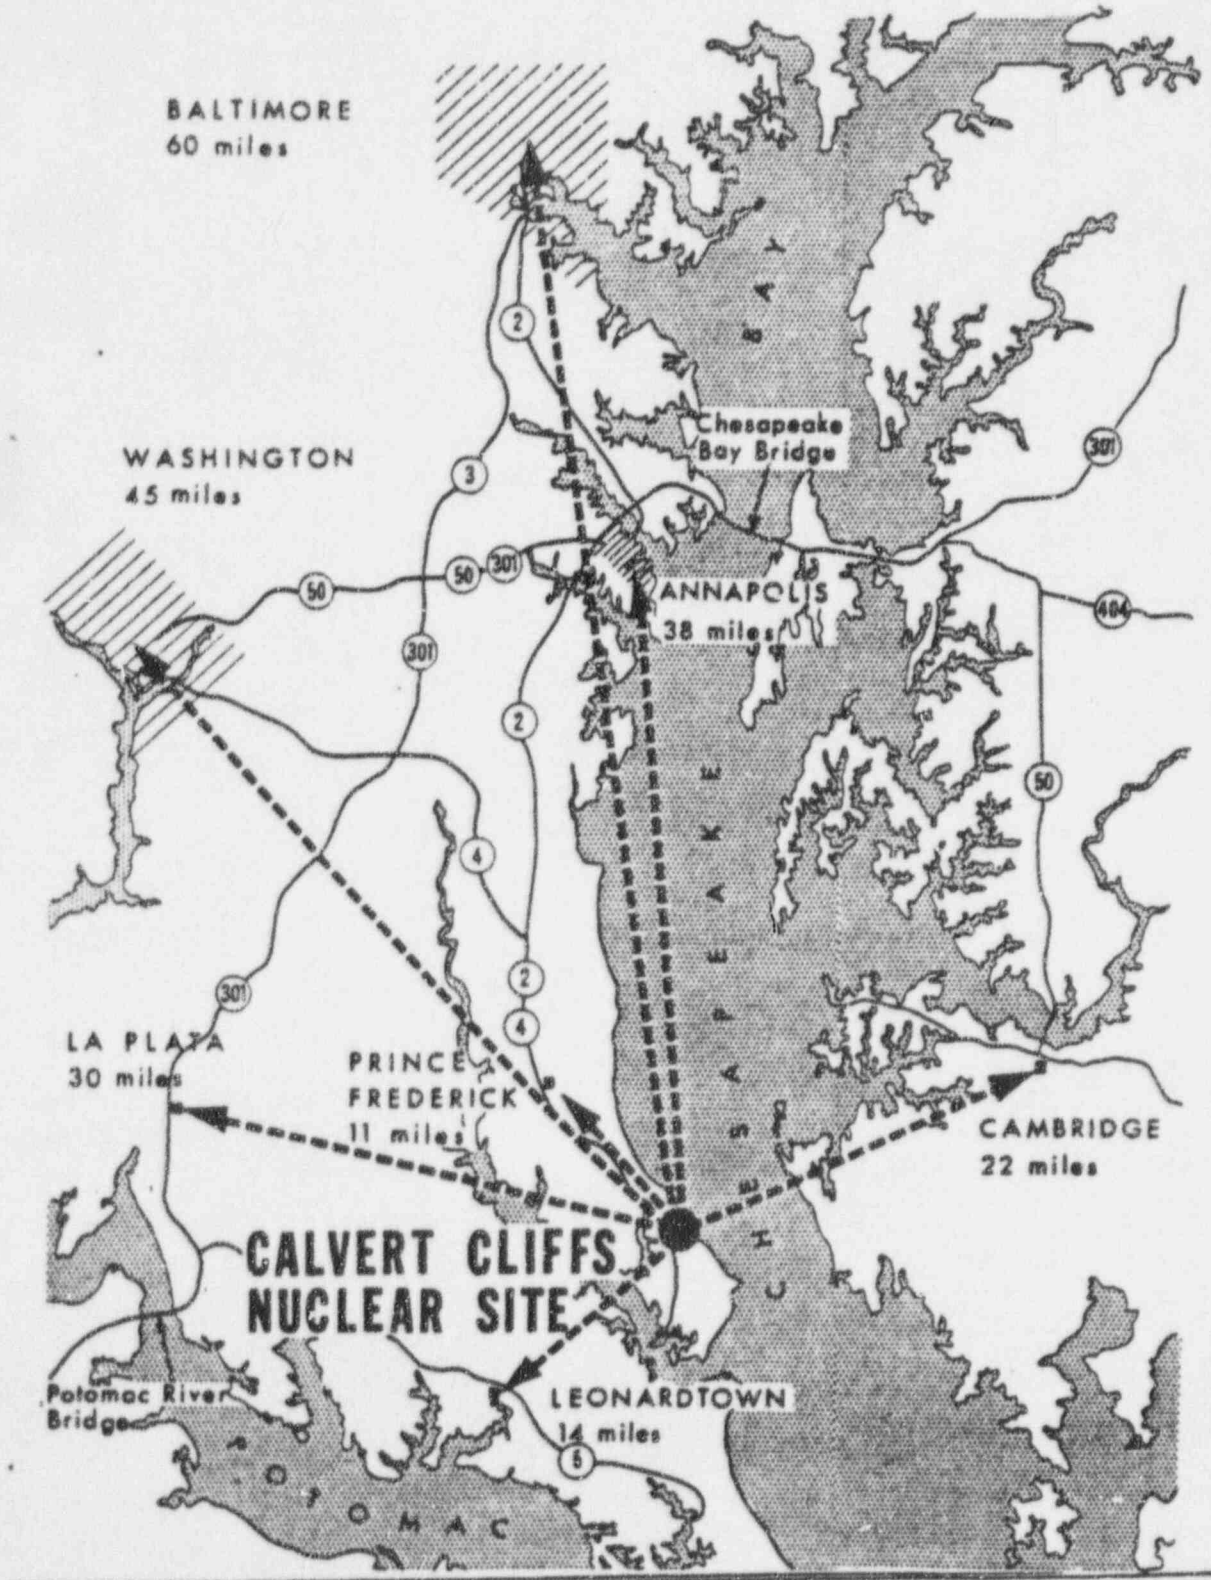 BALTIMORE
60 miles
2
BAY
Chesapeake
Bay Bridge
301
WASHINGTON
45 miles
3
50
50
301
ANNAPOLIS
38 miles
404
301
2
50
4
CHESAPEAKE
2
4
301
LA PLATA
30 miles
PRINCE
FREDERICK
11 miles
CAMBRIDGE
22 miles
CALVERT CLIFFS
NUCLEAR SITE
Potomac River
Bridge
LEONARDTOWN
14 miles
5
POTOMAC